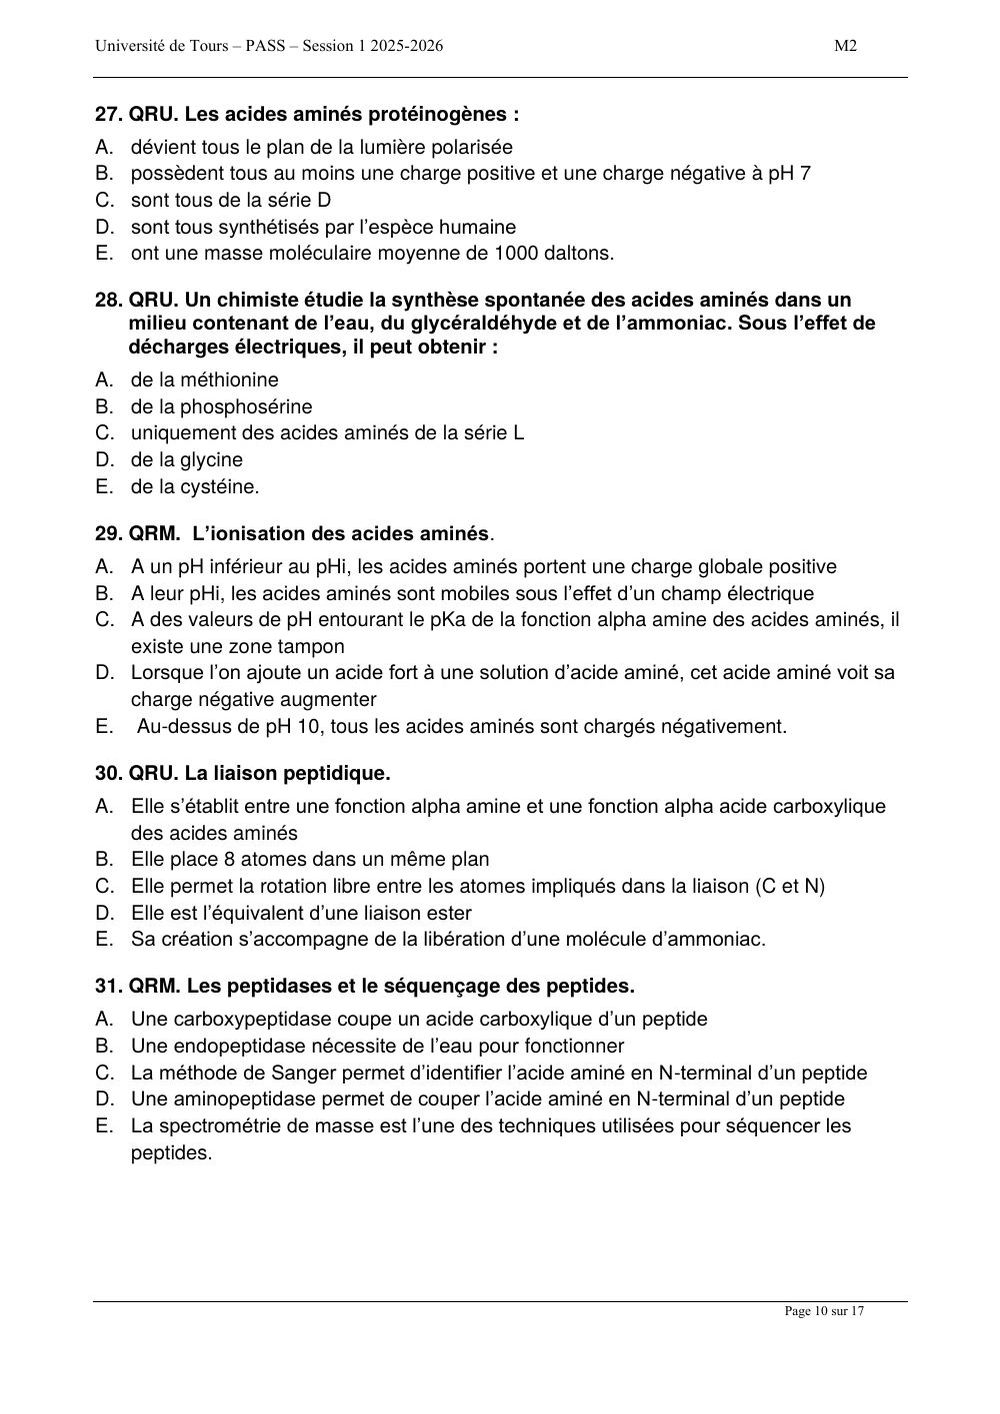 Université de Tours – PASS – Session 1 2025-2026 M2
27. QRU. Les acides aminés protéinogènes :
A. dévient tous le plan de la lumière polarisée
B. possèdent tous au moins une charge positive et une charge négative à pH 7
C. sont tous de la série D
D. sont tous synthétisés par l’espèce humaine
E. ont une masse moléculaire moyenne de 1000 daltons.
28. QRU. Un chimiste étudie la synthèse spontanée des acides aminés dans un
milieu contenant de l’eau, du glycéraldéhyde et de l’ammoniac. Sous l’effet de
décharges électriques, il peut obtenir :
A. de la méthionine
B. de la phosphosérine
C. uniquement des acides aminés de la série L
D. de la glycine
E. de la cystéine.
29. QRM. L’ionisation des acides aminés.
A. A un pH inférieur au pHi, les acides aminés portent une charge globale positive
B. A leur pHi, les acides aminés sont mobiles sous l’effet d’un champ électrique
C. A des valeurs de pH entourant le pKa de la fonction alpha amine des acides aminés, il
existe une zone tampon
D. Lorsque l’on ajoute un acide fort à une solution d’acide aminé, cet acide aminé voit sa
charge négative augmenter
E. Au-dessus de pH 10, tous les acides aminés sont chargés négativement.
30. QRU. La liaison peptidique.
A. Elle s’établit entre une fonction alpha amine et une fonction alpha acide carboxylique
des acides aminés
B. Elle place 8 atomes dans un même plan
C. Elle permet la rotation libre entre les atomes impliqués dans la liaison (C et N)
D. Elle est l’équivalent d’une liaison ester
E. Sa création s’accompagne de la libération d’une molécule d’ammoniac.
31. QRM. Les peptidases et le séquençage des peptides.
A. Une carboxypeptidase coupe un acide carboxylique d’un peptide
B. Une endopeptidase nécessite de l’eau pour fonctionner
C. La méthode de Sanger permet d’identifier l’acide aminé en N-terminal d’un peptide
D. Une aminopeptidase permet de couper l’acide aminé en N-terminal d’un peptide
E. La spectrométrie de masse est l’une des techniques utilisées pour séquencer les
peptides.
Page 10 sur 17